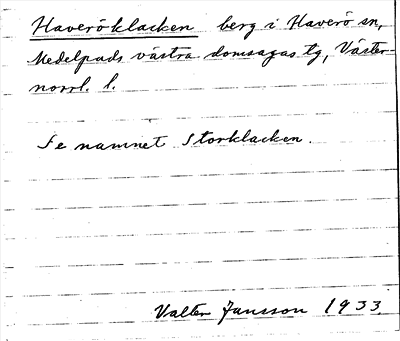 Haveröklacken berg i Haverö sn,
Medelpads västra domsagas tg, Väster-
norrl. l.
Se namnet Storklacken.
Valter Jansson 1933.